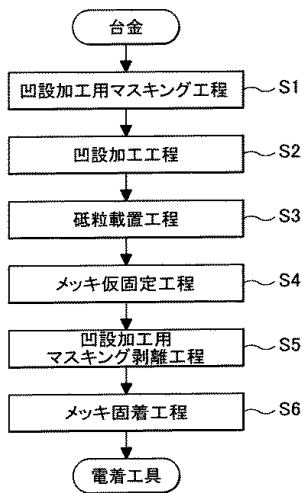 台金
凹設加工用マスキング工程 S1
凹設加工工程 S2
砥粒載置工程 S3
メッキ仮固定工程 S4
凹設加工用
マスキング剥離工程 S5
メッキ固着工程 S6
電着工具